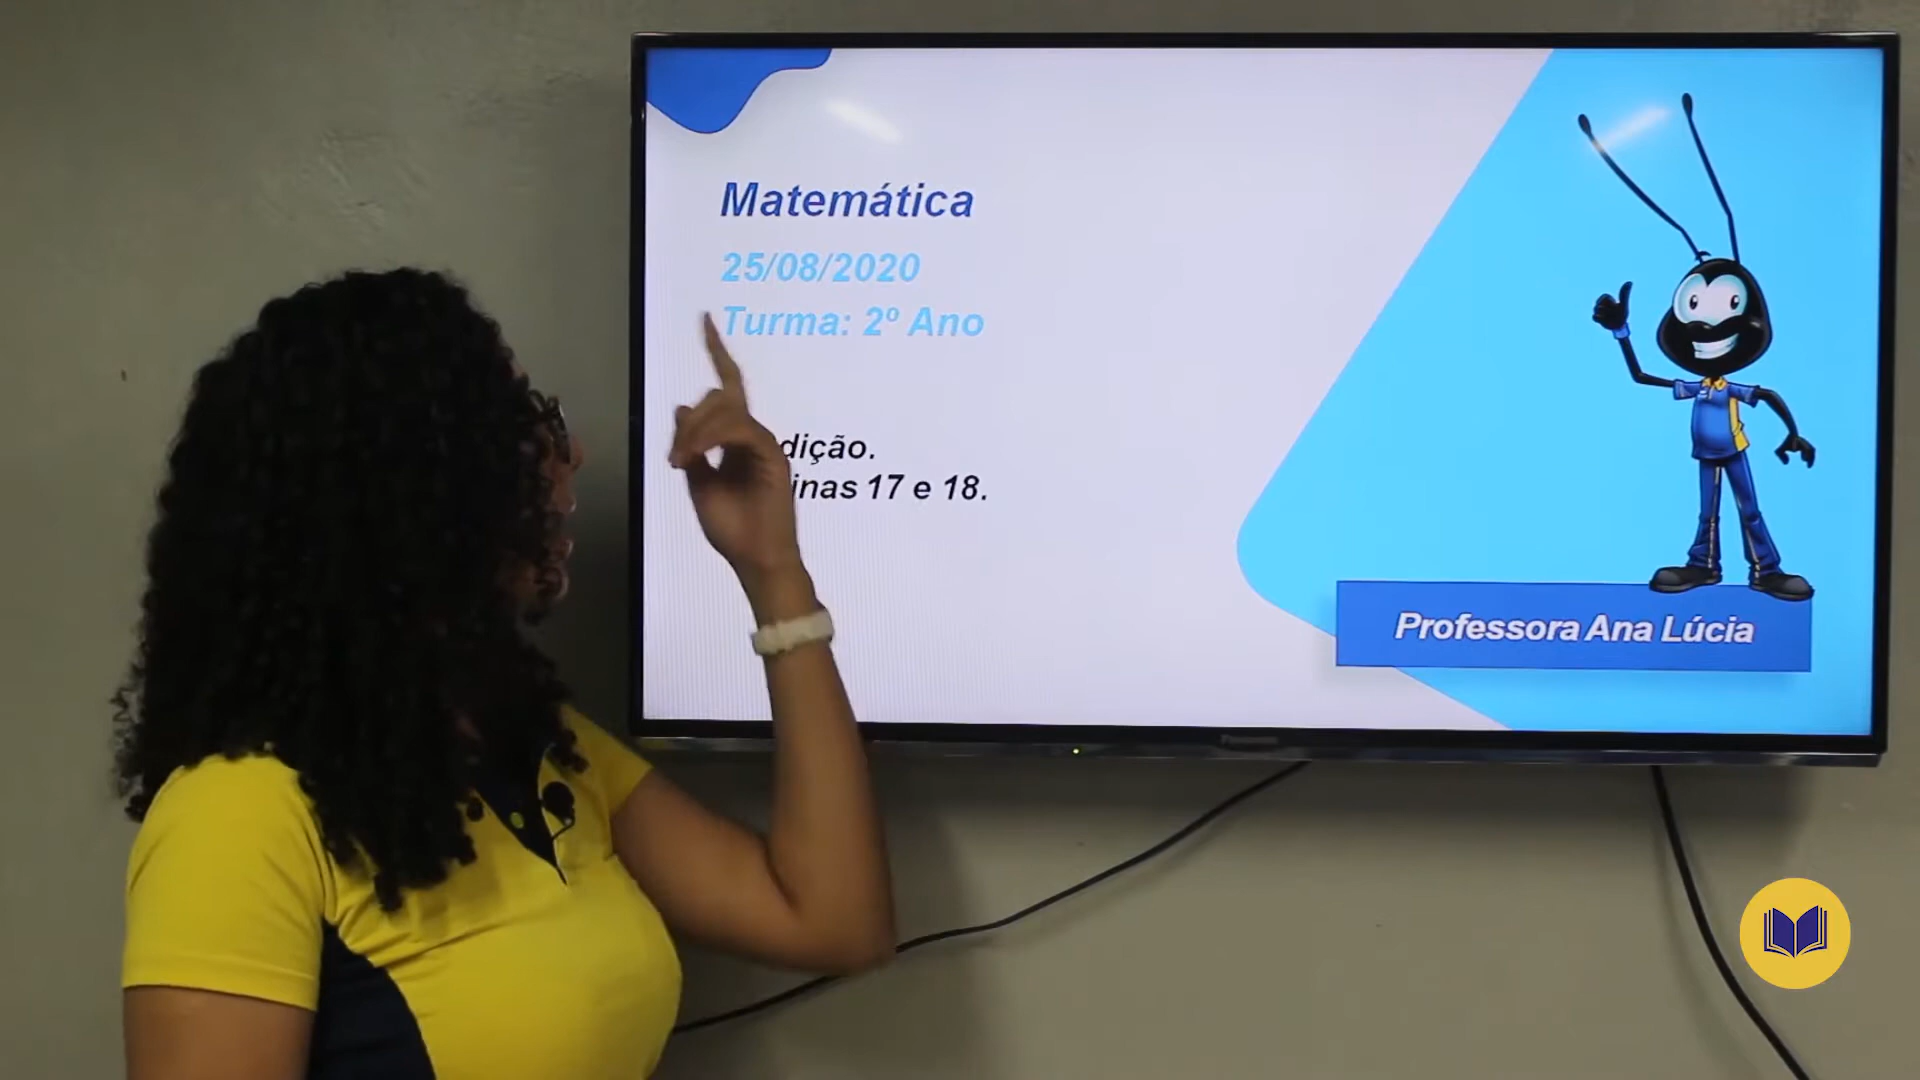 Matemática
25/08/2020
Turma: 2º Ano
dição.
inas 17 e 18.
Professora Ana Lúcia